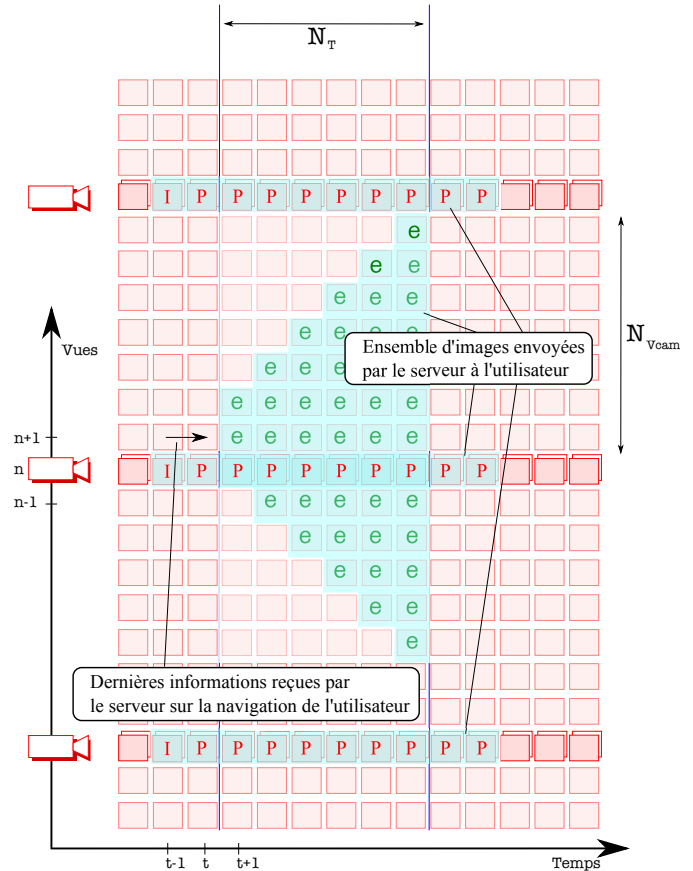 N_T
I P P P P P P P P P
e
e e
e e e
e e e e
N_Vcam
Vues
Ensemble d'images envoyées
par le serveur à l'utilisateur
e e
e e e e e e
n+1
e e e e e e
n
I P P P P P P P P P
n-1
e e e e e
e e e e
e e e
e e
e
Dernières informations reçues par
le serveur sur la navigation de l'utilisateur
I P P P P P P P P P
t-1 t t+1
Temps